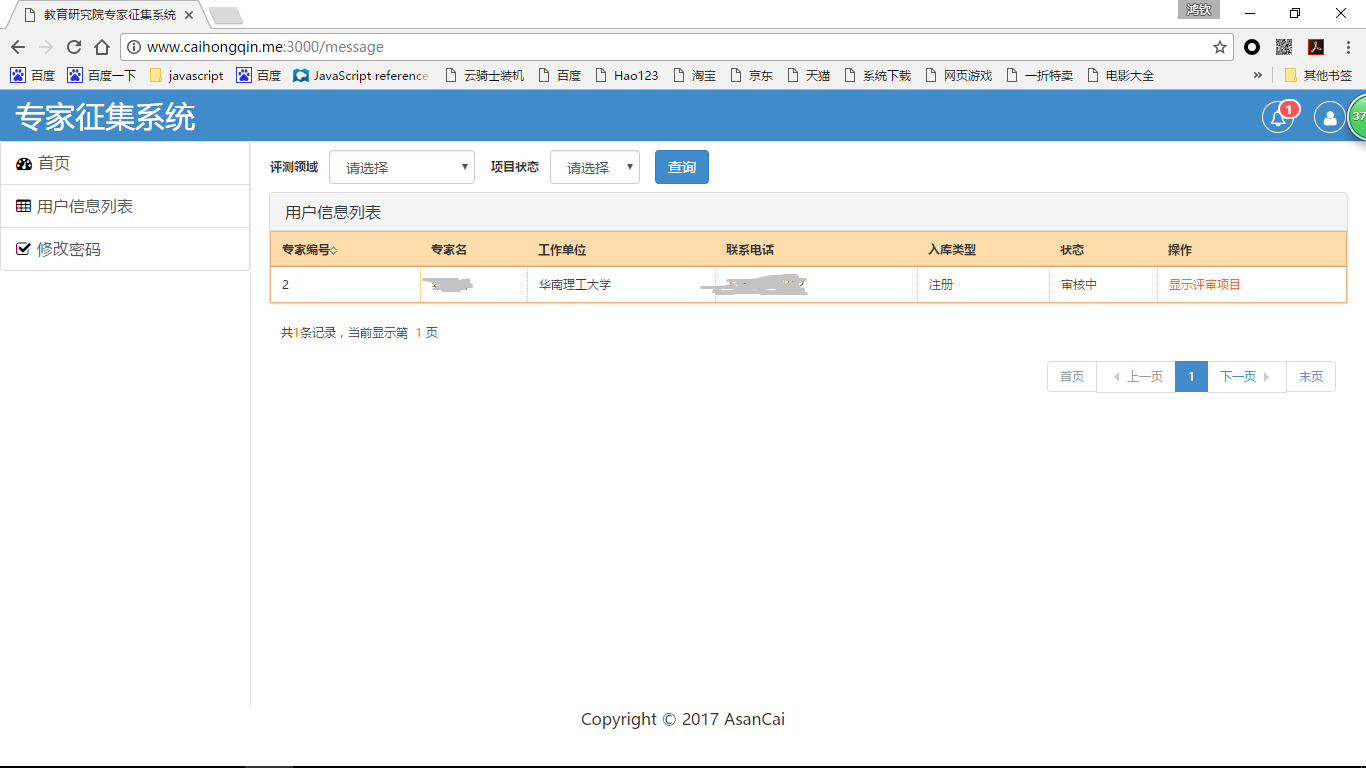 教育研究院专家征集系统
鸿钦
www.caihongqin.me:3000/message
百度 百度一下 javascript 百度 JavaScript reference 云骑士装机 百度 Hao123 淘宝 京东 天猫 系统下载 网页游戏 一折特卖 电影大全 » 其他书签
专家征集系统 1 37
首页
用户信息列表
修改密码
评测领域 请选择 项目状态 请选择 查询
用户信息列表
专家编号 专家名 工作单位 联系电话 入库类型 状态 操作
2 华南理工大学 注册 审核中 显示评审项目
共1条记录，当前显示第 1 页
首页 上一页 1 下一页 末页
Copyright © 2017 AsanCai